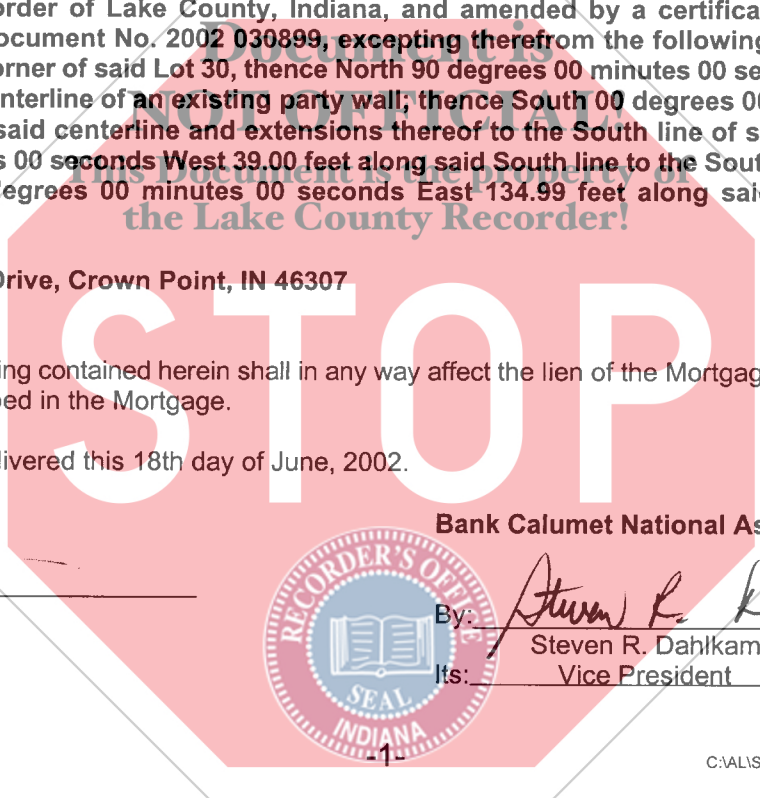 order of Lake County, Indiana, and amended by a certifica
ocument No. 2002 030899, excepting therefrom the following
Document is
orner of said Lot 30, thence North 90 degrees 00 minutes 00 se
nterline of an existing party wall; thence South 00 degrees 00
NOT OFFICIAL!
said centerline and extensions thereof to the South line of s
s 00 seconds West 39.00 feet along said South line to the Sout
This Document is the property of
egrees 00 minutes 00 seconds East 134.99 feet along said
the Lake County Recorder!
Drive, Crown Point, IN 46307
STOP
ing contained herein shall in any way affect the lien of the Mortgag
bed in the Mortgage.
livered this 18th day of June, 2002.
Bank Calumet National As
RECORDER'S OFFICE
SEAL
INDIANA
By: Steven R.
Steven R. Dahlkam
Its: Vice President
-1-
C:\AL\S